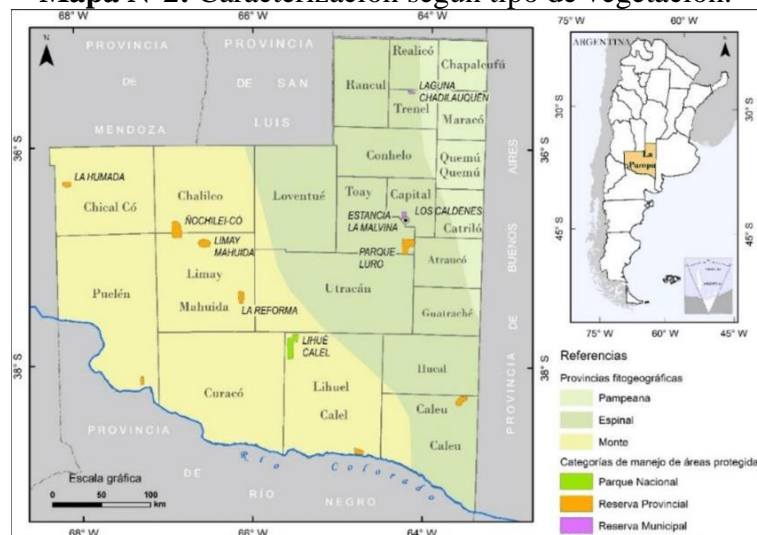 Mapa N°2: Caracterización según tipo de vegetación.
68° W
66° W
64° W
75° W
60° W
N
PROVINCIA
DE
MENDOZA
PROVINCIA
DE SAN
LUIS
Realicó
Chapaleufú
Rancul
LAGUNA
CHADILAUQUEN
Trenel
Maracó
36° S
Conhelo
Quemú
Quemú
LA HUMADA
Chical Có
Chalileo
Loventué
Toay
Capital
ÑOCHILEI-CÓ
ESTANCIA
LA MALVINA
LOS CALDENES
Catriló
LIMAY
MAHUIDA
PARQUE
LURO
Atraucó
Puelén
Limay
Mahuida
Utracán
LA REFORMA
Guatraché
LIHUÉ
CALEL
38° S
Hucal
Curacó
Lihuel
Calel
Caleu
Caleu
PROVINCIA
DE
RÍO
NEGRO
Río Colorado
PROVINCIA DE BUENOS AIRES
Escala gráfica
0 50 100
km
68° W
66° W
64° W
ARGENTINA
N
30° S
30° S
La
Pampa
45° S
45° S
75° W
60° W
45° W
Referencias
Provincias fitogeográficas
Pampeana
Espinal
Monte
Categorías de manejo de áreas protegida
Parque Nacional
Reserva Provincial
Reserva Municipal